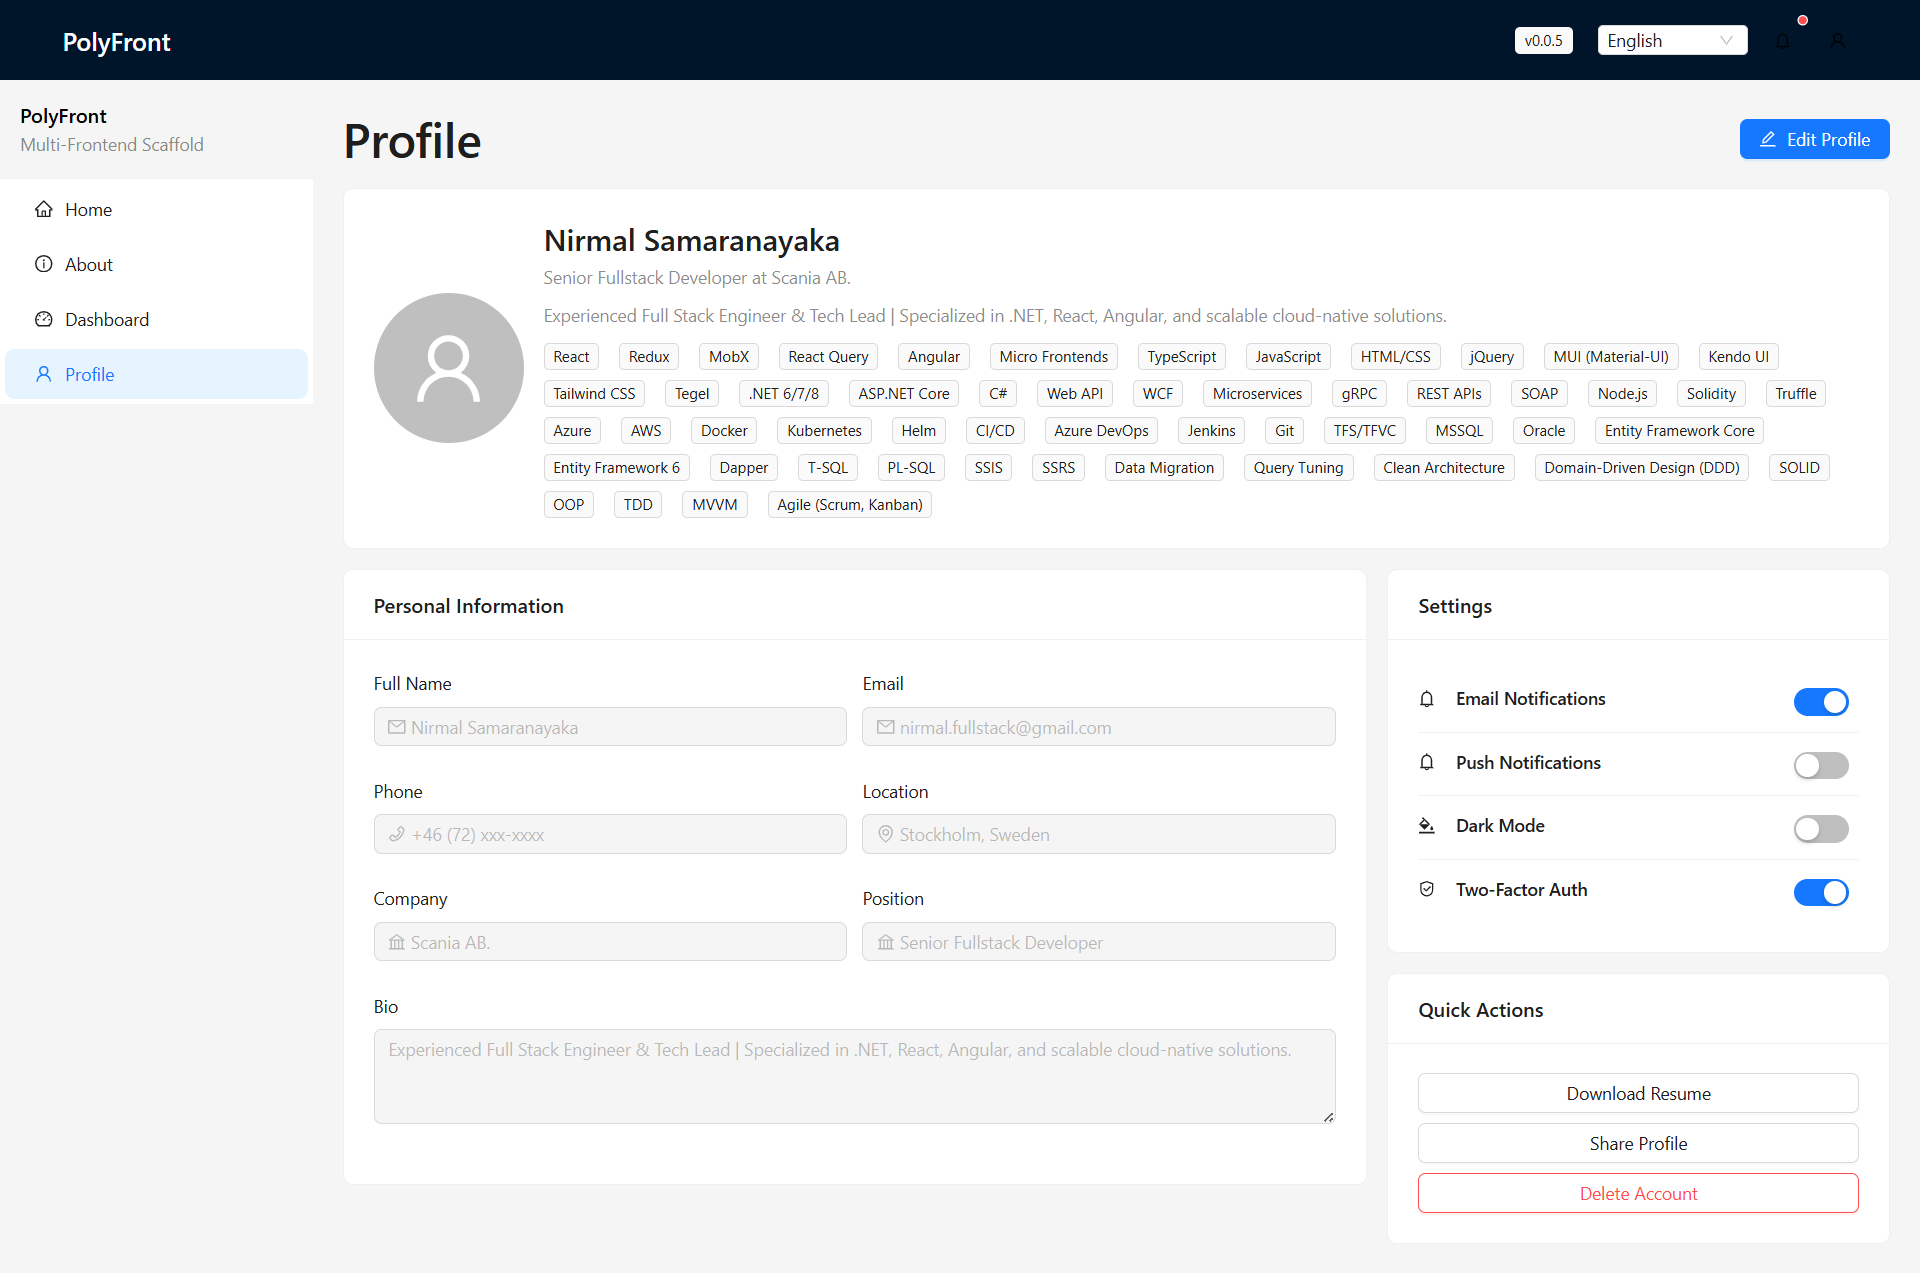 PolyFront
v0.0.5
English
PolyFront
Multi-Frontend Scaffold
Home
About
Dashboard
Profile
Profile
Edit Profile
Nirmal Samaranayaka
Senior Fullstack Developer at Scania AB.
Experienced Full Stack Engineer & Tech Lead | Specialized in .NET, React, Angular, and scalable cloud-native solutions.
React Redux MobX React Query Angular Micro Frontends TypeScript JavaScript HTML/CSS jQuery MUI (Material-UI) Kendo UI
Tailwind CSS Tegel .NET 6/7/8 ASP.NET Core C# Web API WCF Microservices gRPC REST APIs SOAP Node.js Solidity Truffle
Azure AWS Docker Kubernetes Helm CI/CD Azure DevOps Jenkins Git TFS/TFVC MSSQL Oracle Entity Framework Core
Entity Framework 6 Dapper T-SQL PL-SQL SSIS SSRS Data Migration Query Tuning Clean Architecture Domain-Driven Design (DDD) SOLID
OOP TDD MVVM Agile (Scrum, Kanban)
Personal Information
Full Name
Nirmal Samaranayaka
Email
nirmal.fullstack@gmail.com
Phone
+46 (72) xxx-xxxx
Location
Stockholm, Sweden
Company
Scania AB.
Position
Senior Fullstack Developer
Bio
Experienced Full Stack Engineer & Tech Lead | Specialized in .NET, React, Angular, and scalable cloud-native solutions.
Settings
Email Notifications
Push Notifications
Dark Mode
Two-Factor Auth
Quick Actions
Download Resume
Share Profile
Delete Account